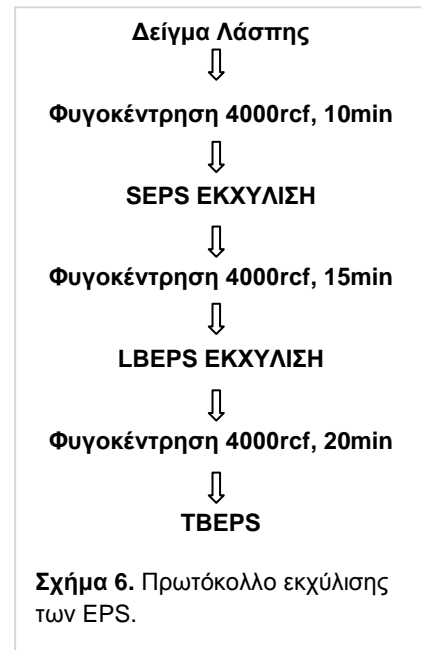 Δείγμα Λάσπης
Φυγοκέντρηση 4000rcf, 10min
SEPS ΕΚΧΥΛΙΣΗ
Φυγοκέντρηση 4000rcf, 15min
LBEPS ΕΚΧΥΛΙΣΗ
Φυγοκέντρηση 4000rcf, 20min
TBEPS
Σχήμα 6. Πρωτόκολλο εκχύλισης
των EPS.